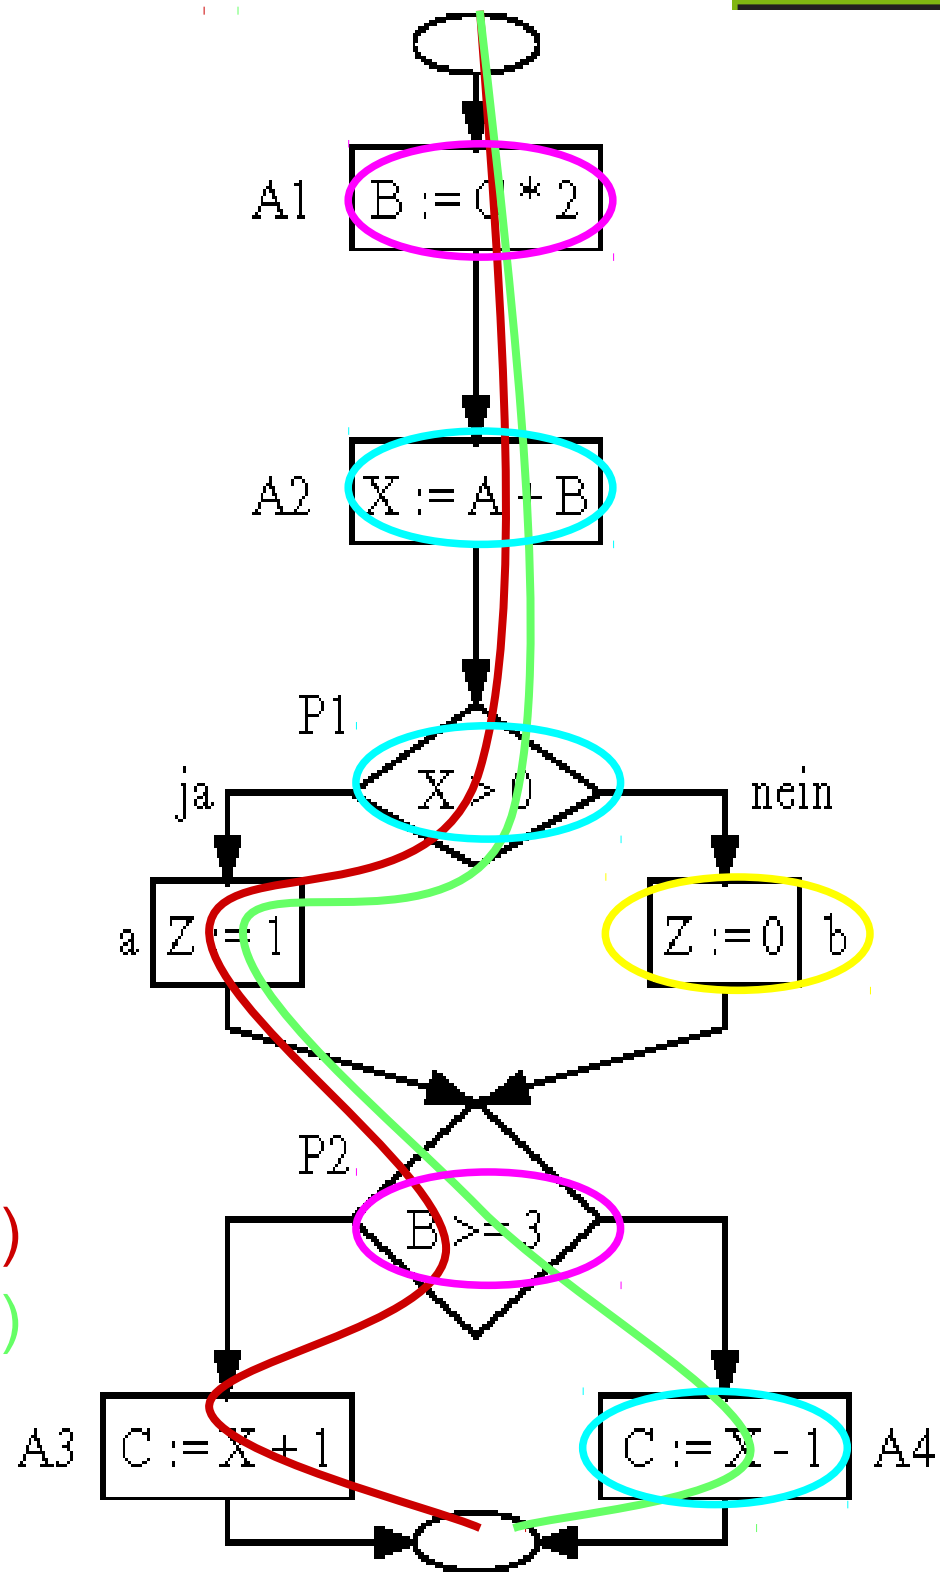 A1 B := C * 2
A2 X := A + B
P1
X > 0
ja nein
a Z := 1
Z := 0 b
P2
B >= 3
)
)
A3 C := X + 1
C := X - 1 A4